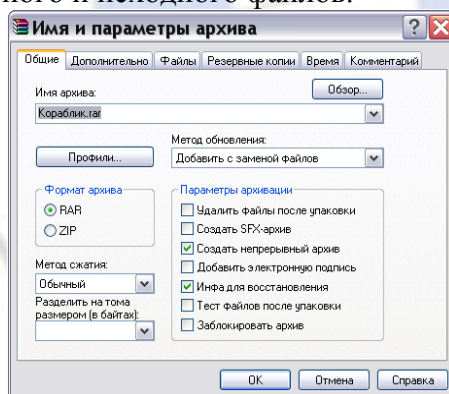 ного и исходного файлов.
Имя и параметры архива
Общие Дополнительно Файлы Резервные копии Время Комментарий
Имя архива:
Обзор...
Кораблик.rar
Метод обновления:
Профили...
Добавить с заменой файлов
Формат архива
RAR
ZIP
Параметры архивации
Удалить файлы после упаковки
Создать SFX-архив
Создать непрерывный архив
Добавить электронную подпись
Инфа для восстановления
Тест файлов после упаковки
Заблокировать архив
Метод сжатия:
Обычный
Разделить на тома
размером (в байтах):
OK Отмена Справка